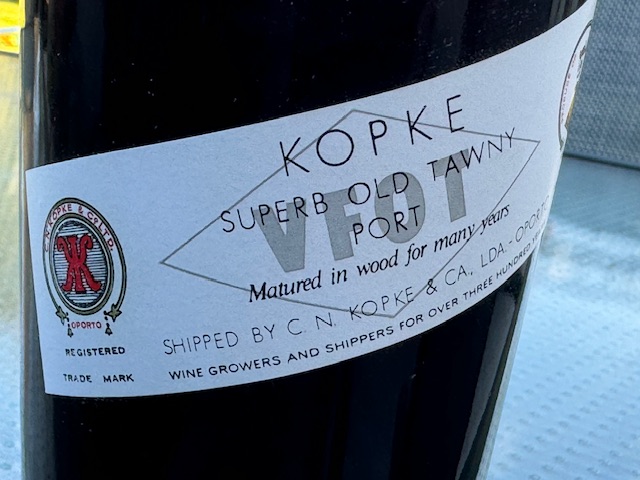 KOPKE
VFOT
SUPERB OLD TAWNY
PORT
Matured in wood for many years
SHIPPED BY C. N. KOPKE & CA., LDA.-OPORTO
WINE GROWERS AND SHIPPERS FOR OVER THREE HUNDRED
C.N.KOPKE & Co LTD.
OPORTO
REGISTERED
TRADE MARK